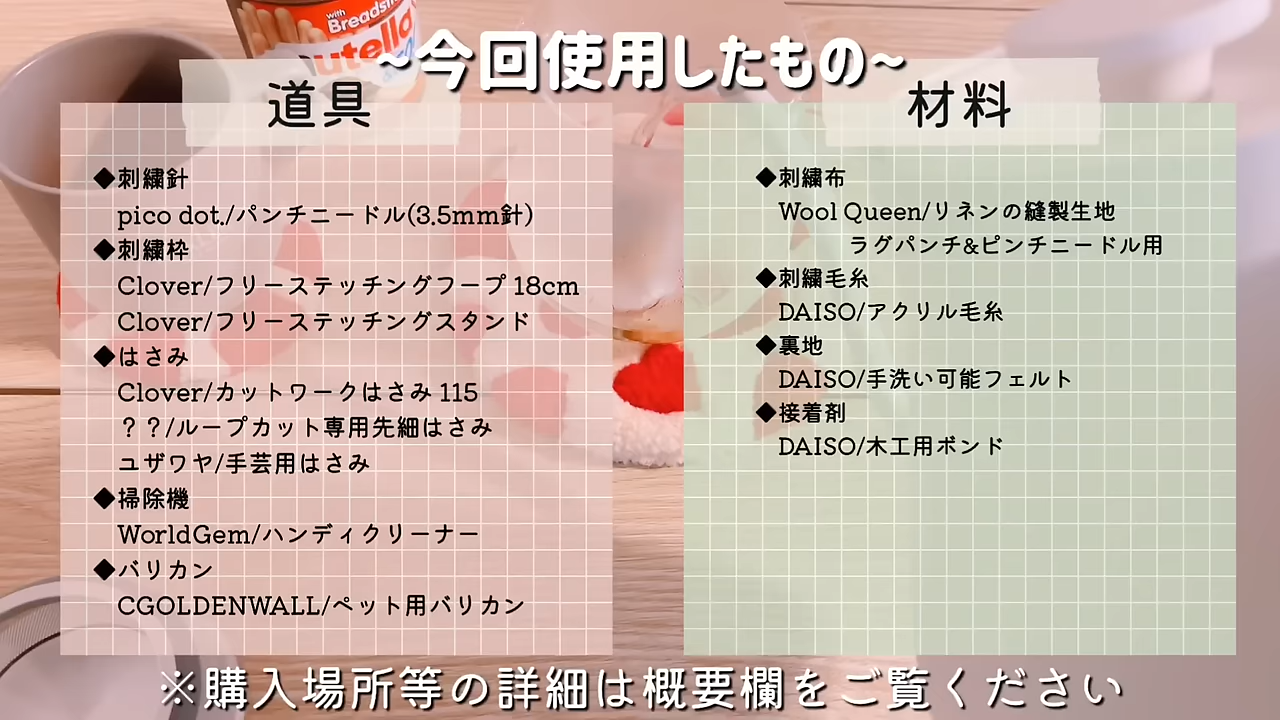 with
Breadsticks
nutella
~今回使用したもの~
道具
◆刺繍針
pico dot./パンチニードル(3.5mm針)
◆刺繍枠
Clover/フリーステッチングフープ 18cm
Clover/フリーステッチングスタンド
◆はさみ
Clover/カットワークはさみ 115
？？/ループカット専用先細はさみ
ユザワヤ/手芸用はさみ
◆掃除機
WorldGem/ハンディクリーナー
◆バリカン
CGOLDENWALL/ペット用バリカン
材料
◆刺繍布
Wool Queen/リネンの縫製生地
ラグパンチ&ピンチニードル用
◆刺繍毛糸
DAISO/アクリル毛糸
◆裏地
DAISO/手洗い可能フェルト
◆接着剤
DAISO/木工用ボンド
※購入場所等の詳細は概要欄をご覧ください